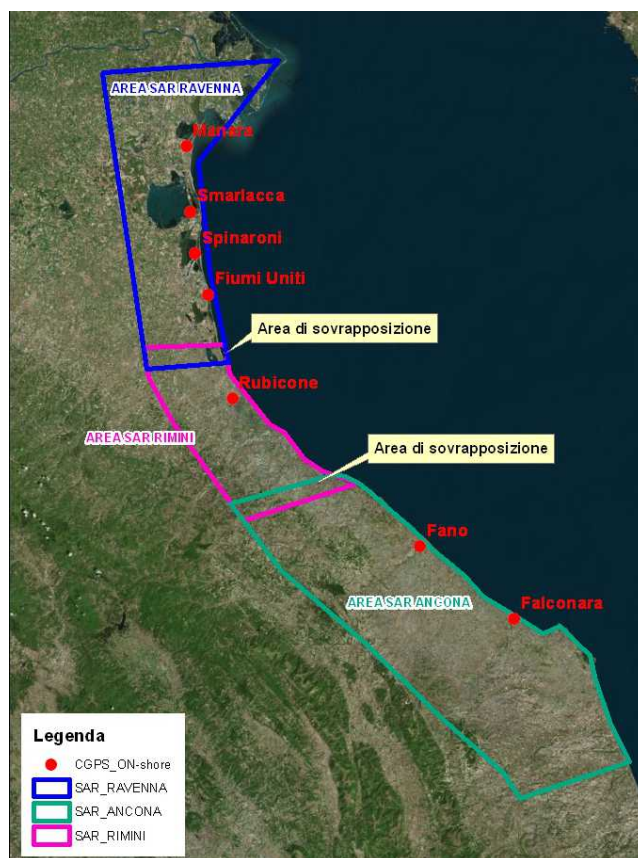 AREA SAR RAVENNA
Manara
Smarlacca
Spinaroni
Fiumi Uniti
Area di sovrapposizione
Rubicone
AREA SAR RIMINI
Area di sovrapposizione
Fano
AREA SAR ANCONA
Falconara
Legenda
CGPS_ON-shore
SAR_RAVENNA
SAR_ANCONA
SAR_RIMINI